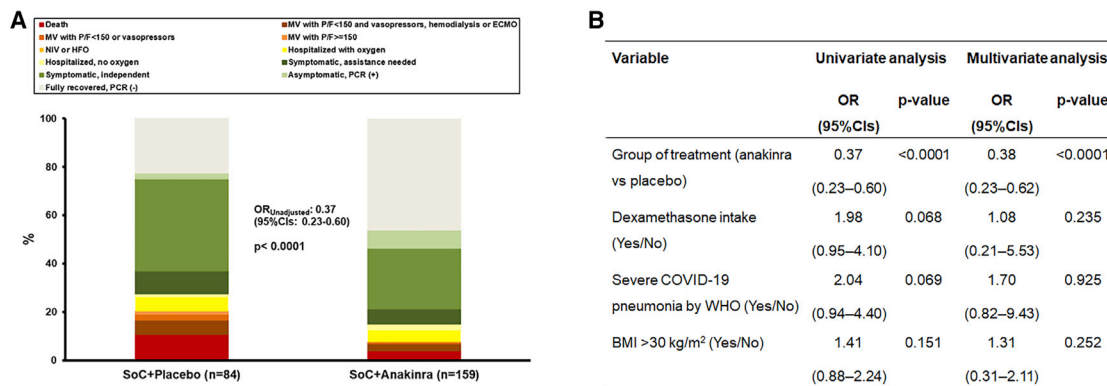 A
Death
MV with P/F<150 and vasopressors, hemodialysis or ECMO
MV with P/F<150 or vasopressors
MV with P/F>=150
NIV or HFO
Hospitalized with oxygen
Hospitalized, no oxygen
Symptomatic, assistance needed
Symptomatic, independent
Asymptomatic, PCR (+)
Fully recovered, PCR (-)
100
80
60
40
20
0
%
OR Unadjusted: 0.37
(95%CIs: 0.23-0.60)
p< 0.0001
SoC+Placebo (n=84)
SoC+Anakinra (n=159)
B
Variable Univariate analysis Multivariate analysis
OR p-value OR p-value
(95%CIs) (95%CIs)
Group of treatment (anakinra 0.37 <0.0001 0.38 <0.0001
vs placebo) (0.23–0.60) (0.23–0.62)
Dexamethasone intake 1.98 0.068 1.08 0.235
(Yes/No) (0.95–4.10) (0.21–5.53)
Severe COVID-19 2.04 0.069 1.70 0.925
pneumonia by WHO (Yes/No) (0.94–4.40) (0.82–9.43)
BMI >30 kg/m² (Yes/No) 1.41 0.151 1.31 0.252
(0.88–2.24) (0.31–2.11)